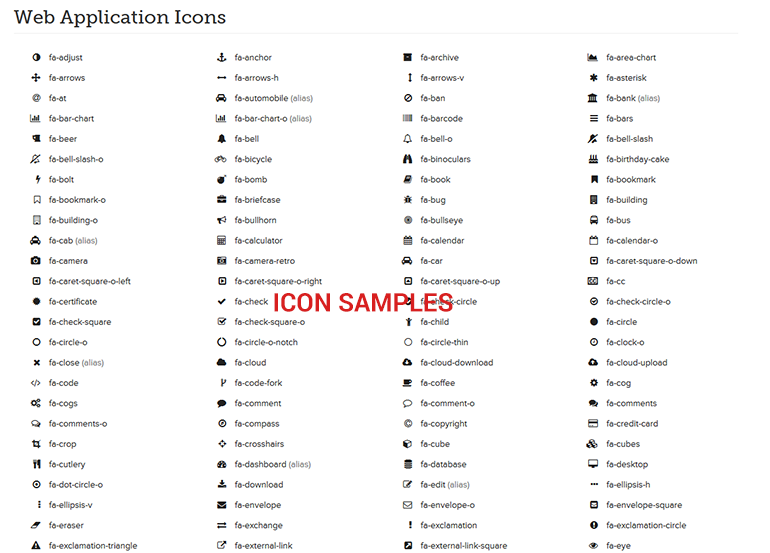 Web Application Icons
fa-adjust fa-anchor fa-archive fa-area-chart
fa-arrows fa-arrows-h fa-arrows-v fa-asterisk
fa-at fa-automobile (alias) fa-ban fa-bank (alias)
fa-bar-chart fa-bar-chart-o (alias) fa-barcode fa-bars
fa-beer fa-bell fa-bell-o fa-bell-slash
fa-bell-slash-o fa-bicycle fa-binoculars fa-birthday-cake
fa-bolt fa-bomb fa-book fa-bookmark
fa-bookmark-o fa-briefcase fa-bug fa-building
fa-building-o fa-bullhorn fa-bullseye fa-bus
fa-cab (alias) fa-calculator fa-calendar fa-calendar-o
fa-camera fa-camera-retro fa-car fa-caret-square-o-down
fa-caret-square-o-left fa-caret-square-o-right fa-caret-square-o-up fa-cc
fa-certificate fa-check fa-check-circle fa-check-circle-o
ICON SAMPLES
fa-check-square fa-check-square-o fa-child fa-circle
fa-circle-o fa-circle-o-notch fa-circle-thin fa-clock-o
fa-close (alias) fa-cloud fa-cloud-download fa-cloud-upload
fa-code fa-code-fork fa-coffee fa-cog
fa-cogs fa-comment fa-comment-o fa-comments
fa-comments-o fa-compass fa-copyright fa-credit-card
fa-crop fa-crosshairs fa-cube fa-cubes
fa-cutlery fa-dashboard (alias) fa-database fa-desktop
fa-dot-circle-o fa-download fa-edit (alias) fa-ellipsis-h
fa-ellipsis-v fa-envelope fa-envelope-o fa-envelope-square
fa-eraser fa-exchange fa-exclamation fa-exclamation-circle
fa-exclamation-triangle fa-external-link fa-external-link-square fa-eye